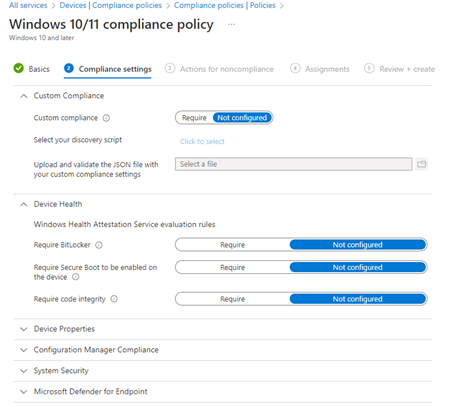 All services > Devices | Compliance policies > Compliance policies | Policies >
Windows 10/11 compliance policy ...
Windows 10 and later
Basics 2 Compliance settings 3 Actions for noncompliance 4 Assignments 5 Review + create
Custom Compliance
Custom compliance Require Not configured
Select your discovery script Click to select
Upload and validate the JSON file with Select a file
your custom compliance settings
Device Health
Windows Health Attestation Service evaluation rules
Require BitLocker Require Not configured
Require Secure Boot to be enabled on Require Not configured
the device
Require code integrity Require Not configured
Device Properties
Configuration Manager Compliance
System Security
Microsoft Defender for Endpoint